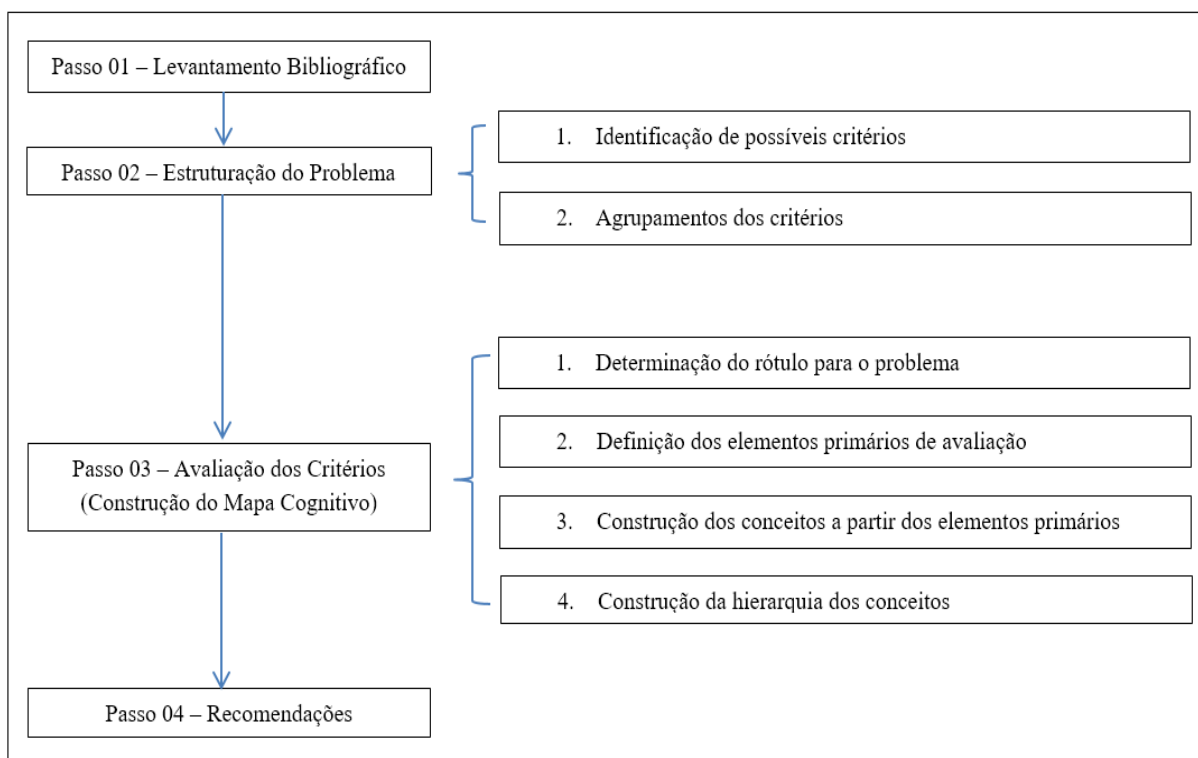 Passo 01 – Levantamento Bibliográfico
Passo 02 – Estruturação do Problema
1. Identificação de possíveis critérios
2. Agrupamentos dos critérios
Passo 03 – Avaliação dos Critérios
(Construção do Mapa Cognitivo)
1. Determinação do rótulo para o problema
2. Definição dos elementos primários de avaliação
3. Construção dos conceitos a partir dos elementos primários
4. Construção da hierarquia dos conceitos
Passo 04 – Recomendações